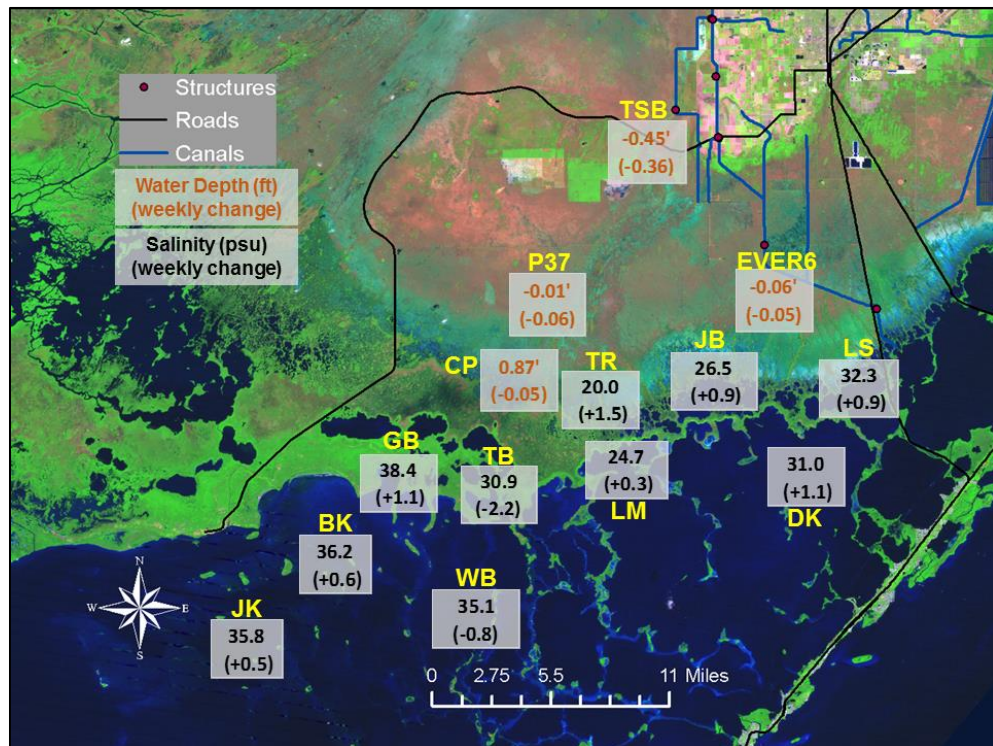 Structures
Roads
Canals
Water Depth (ft)
(weekly change)
Salinity (psu)
(weekly change)
TSB
-0.45'
(-0.36)
P37
-0.01'
(-0.06)
EVER6
-0.06'
(-0.05)
CP
0.87'
(-0.05)
TR
20.0
(+1.5)
JB
26.5
(+0.9)
LS
32.3
(+0.9)
GB
38.4
(+1.1)
TB
30.9
(-2.2)
24.7
(+0.3)
LM
31.0
(+1.1)
DK
BK
36.2
(+0.6)
WB
35.1
(-0.8)
JK
35.8
(+0.5)
N
W E
S
0 2.75 5.5 11 Miles